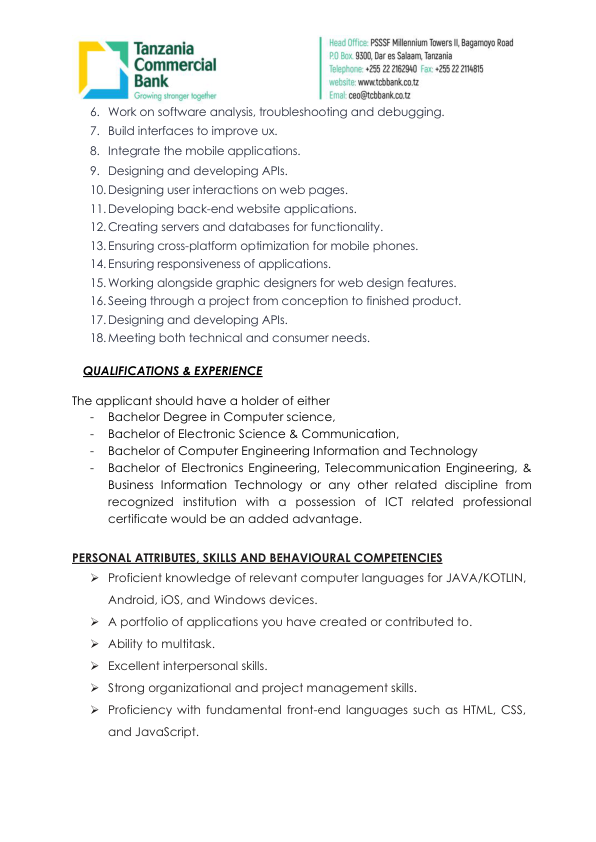 Tanzania
Commercial
Bank
Growing stronger together
Head Office: PSSSF Millennium Towers II, Bagamoyo Road
P.O Box. 9300, Dar es Salaam, Tanzania
Telephone: +255 22 2162940 Fax: +255 22 2114815
website: www.tcbbank.co.tz
Email: ceo@tcbbank.co.tz
6. Work on software analysis, troubleshooting and debugging.
7. Build interfaces to improve ux.
8. Integrate the mobile applications.
9. Designing and developing APIs.
10. Designing user interactions on web pages.
11. Developing back-end website applications.
12. Creating servers and databases for functionality.
13. Ensuring cross-platform optimization for mobile phones.
14. Ensuring responsiveness of applications.
15. Working alongside graphic designers for web design features.
16. Seeing through a project from conception to finished product.
17. Designing and developing APIs.
18. Meeting both technical and consumer needs.
QUALIFICATIONS & EXPERIENCE
The applicant should have a holder of either
- Bachelor Degree in Computer science,
- Bachelor of Electronic Science & Communication,
- Bachelor of Computer Engineering Information and Technology
- Bachelor of Electronics Engineering, Telecommunication Engineering, &
Business Information Technology or any other related discipline from
recognized institution with a possession of ICT related professional
certificate would be an added advantage.
PERSONAL ATTRIBUTES, SKILLS AND BEHAVIOURAL COMPETENCIES
➢ Proficient knowledge of relevant computer languages for JAVA/KOTLIN,
Android, iOS, and Windows devices.
➢ A portfolio of applications you have created or contributed to.
➢ Ability to multitask.
➢ Excellent interpersonal skills.
➢ Strong organizational and project management skills.
➢ Proficiency with fundamental front-end languages such as HTML, CSS,
and JavaScript.